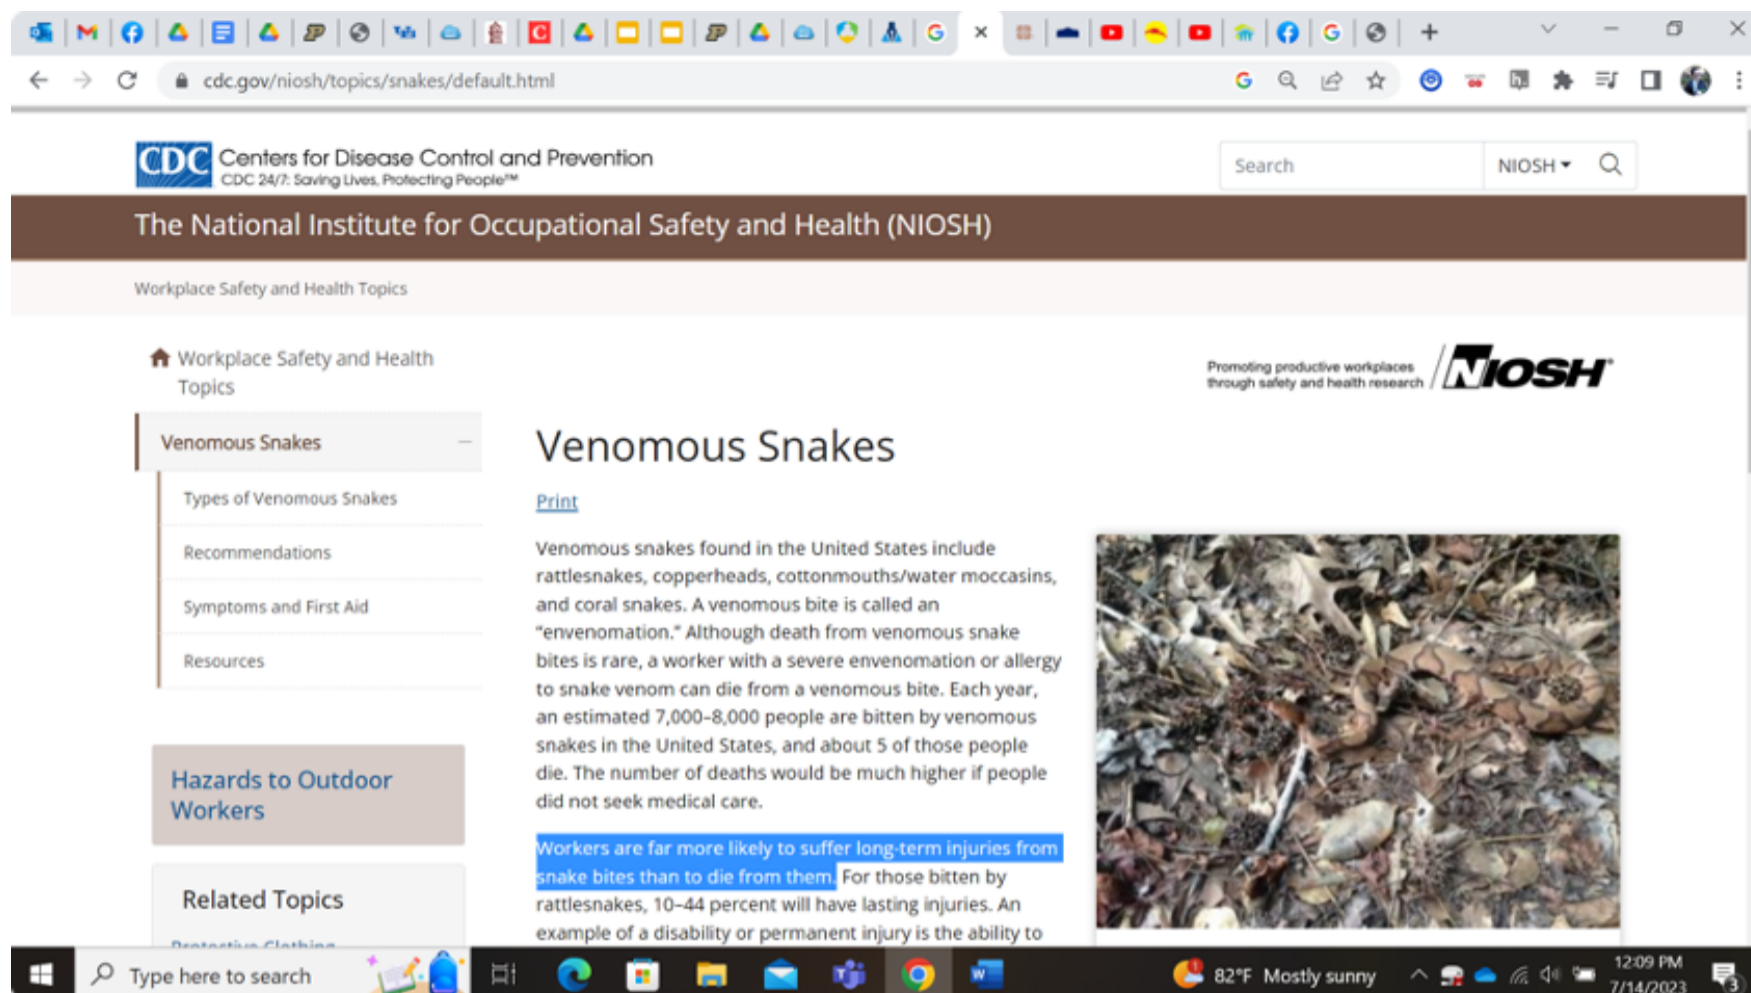 cdc.gov/niosh/topics/snakes/default.html
CDC Centers for Disease Control and Prevention
CDC 24/7: Saving Lives, Protecting People™
Search
NIOSH
The National Institute for Occupational Safety and Health (NIOSH)
Workplace Safety and Health Topics
Workplace Safety and Health
Topics
Venomous Snakes
Types of Venomous Snakes
Recommendations
Symptoms and First Aid
Resources
Hazards to Outdoor
Workers
Related Topics
Protective Clothing
Promoting productive workplaces
through safety and health research
NIOSH®
Venomous Snakes
Print
Venomous snakes found in the United States include
rattlesnakes, copperheads, cottonmouths/water moccasins,
and coral snakes. A venomous bite is called an
“envenomation.” Although death from venomous snake
bites is rare, a worker with a severe envenomation or allergy
to snake venom can die from a venomous bite. Each year,
an estimated 7,000–8,000 people are bitten by venomous
snakes in the United States, and about 5 of those people
die. The number of deaths would be much higher if people
did not seek medical care.
Workers are far more likely to suffer long-term injuries from
snake bites than to die from them. For those bitten by
rattlesnakes, 10–44 percent will have lasting injuries. An
example of a disability or permanent injury is the ability to
Type here to search
82°F Mostly sunny
12:09 PM
7/14/2023
3